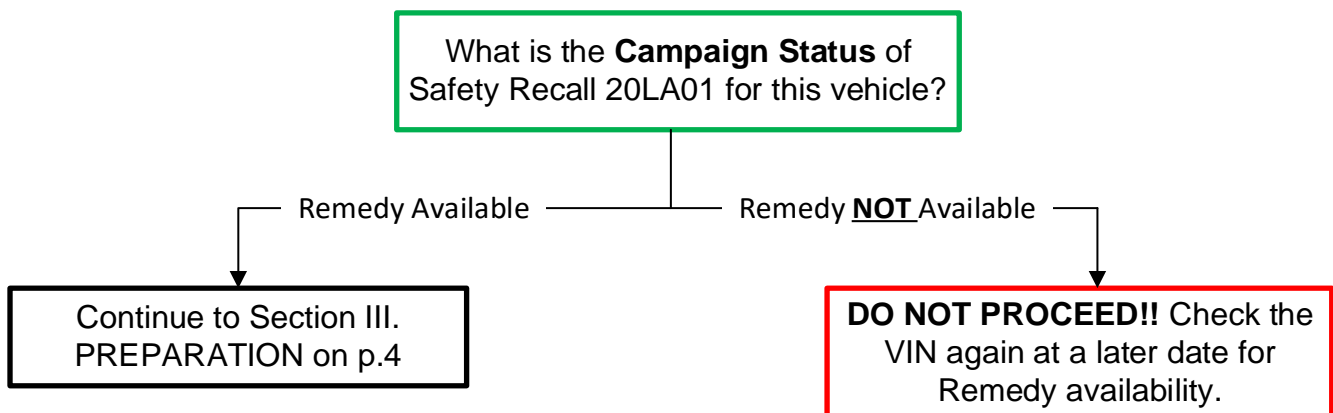 What is the Campaign Status of
Safety Recall 20LA01 for this vehicle?
Remedy Available
Remedy NOT Available
Continue to Section III.
PREPARATION on p.4
DO NOT PROCEED!! Check the
VIN again at a later date for
Remedy availability.